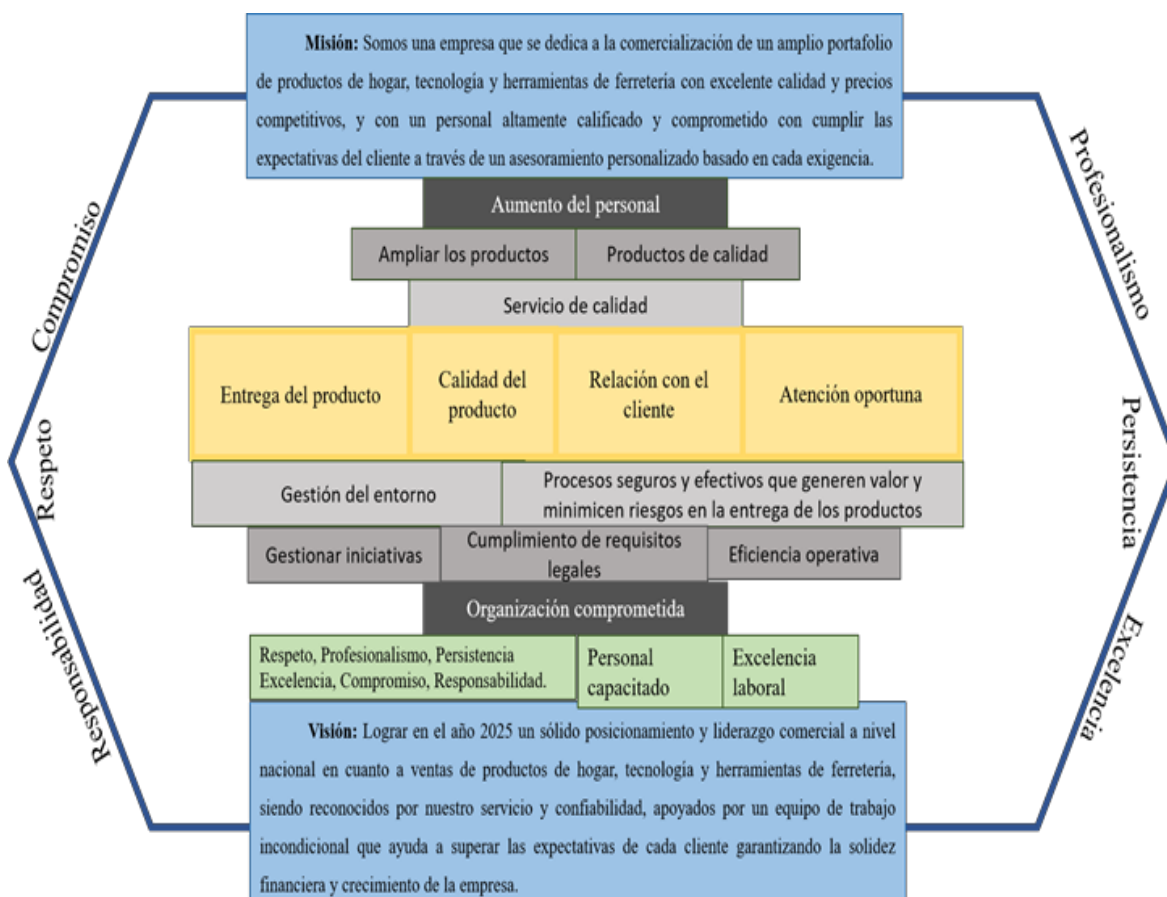 Misión: Somos una empresa que se dedica a la comercialización de un amplio portafolio
de productos de hogar, tecnología y herramientas de ferretería con excelente calidad y precios
competitivos, y con un personal altamente calificado y comprometido con cumplir las
expectativas del cliente a través de un asesoramiento personalizado basado en cada exigencia.
Aumento del personal
Ampliar los productos
Productos de calidad
Servicio de calidad
Entrega del producto
Calidad del
producto
Relación con el
cliente
Atención oportuna
Gestión del entorno
Procesos seguros y efectivos que generen valor y
minimicen riesgos en la entrega de los productos
Gestionar iniciativas
Cumplimiento de requisitos
legales
Eficiencia operativa
Organización comprometida
Respeto, Profesionalismo, Persistencia
Excelencia, Compromiso, Responsabilidad.
Personal
capacitado
Excelencia
laboral
Visión: Lograr en el año 2025 un sólido posicionamiento y liderazgo comercial a nivel
nacional en cuanto a ventas de productos de hogar, tecnología y herramientas de ferretería,
siendo reconocidos por nuestro servicio y confiabilidad, apoyados por un equipo de trabajo
incondicional que ayuda a superar las expectativas de cada cliente garantizando la solidez
financiera y crecimiento de la empresa.
Compromiso
Respeto
Responsabilidad
Profesionalismo
Persistencia
Excelencia